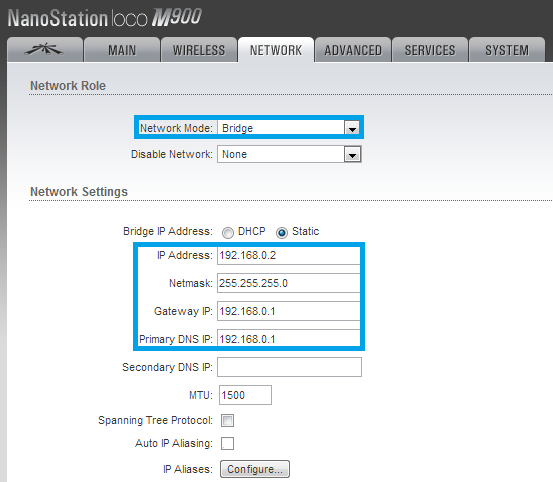 NanoStation loco M900
MAIN WIRELESS NETWORK ADVANCED SERVICES SYSTEM
Network Role
Network Mode: Bridge
Disable Network: None
Network Settings
Bridge IP Address: DHCP Static
IP Address: 192.168.0.2
Netmask: 255.255.255.0
Gateway IP: 192.168.0.1
Primary DNS IP: 192.168.0.1
Secondary DNS IP:
MTU: 1500
Spanning Tree Protocol:
Auto IP Aliasing:
IP Aliases: Configure...